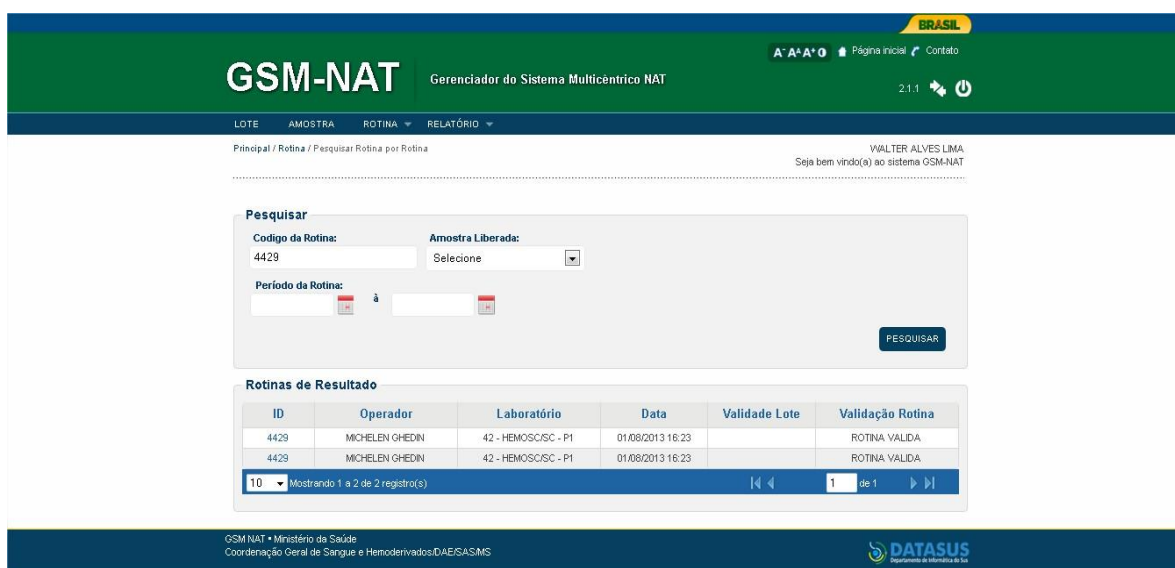 BRASIL
A- A A+ Página inicial Contato
GSM-NAT Gerenciador do Sistema Multicêntrico NAT
2.1.1
LOTE AMOSTRA ROTINA RELATÓRIO
Principal / Rotina / Pesquisar Rotina por Rotina
WALTER ALVES LIMA
Seja bem vindo(a) ao sistema GSM-NAT
Pesquisar
Codigo da Rotina: Amostra Liberada:
4429 Selecione
Período da Rotina:
à
PESQUISAR
Rotinas de Resultado
ID Operador Laboratório Data Validade Lote Validação Rotina
4429 MICHELEN GHEDIN 42 - HEMOSC/SC - P1 01/08/2013 16:23 ROTINA VALIDA
4429 MICHELEN GHEDIN 42 - HEMOSC/SC - P1 01/08/2013 16:23 ROTINA VALIDA
10 Mostrando 1 a 2 de 2 registro(s) 1 de 1
GSM NAT • Ministério da Saúde
Coordenação Geral de Sangue e Hemoderivados/DAE/SAS/MS
DATASUS
Departamento de Informática do Sus